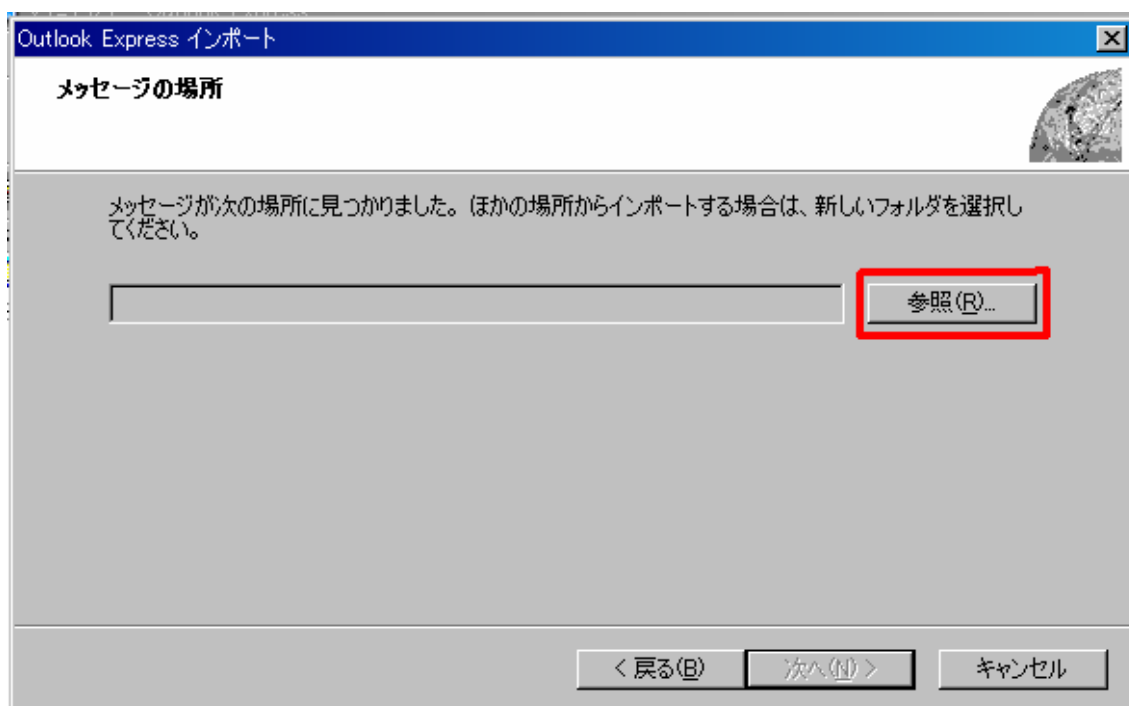 Outlook Express インポート
メッセージの場所
メッセージが次の場所に見つかりました。ほかの場所からインポートする場合は、新しいフォルダを選択し
てください。
参照(R)...
< 戻る(B)
次へ(N) >
キャンセル